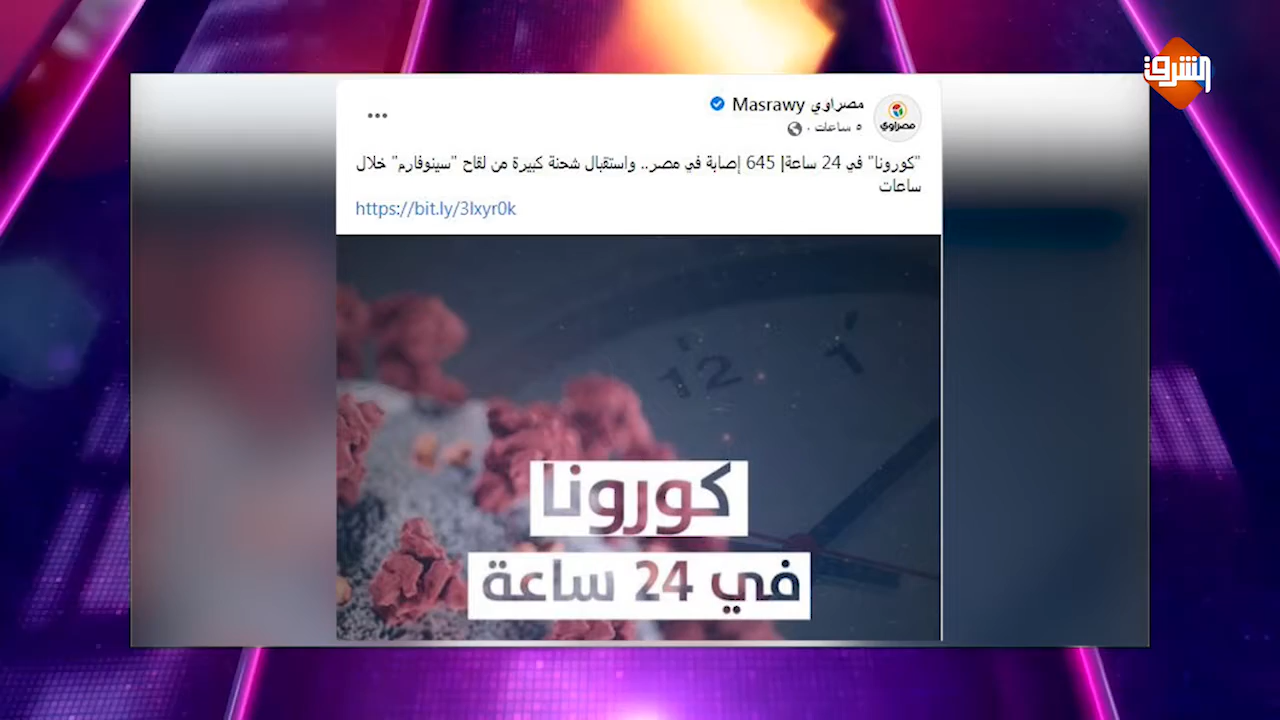 الشرق
مصراوي Masrawy
مصراوي
٥ ساعات ·
"كورونا" في 24 ساعة| 645 إصابة في مصر.. واستقبال شحنة كبيرة من لقاح "سينوفارم" خلال
ساعات
https://bit.ly/3lxyr0k
12
1
كورونا
في 24 ساعة